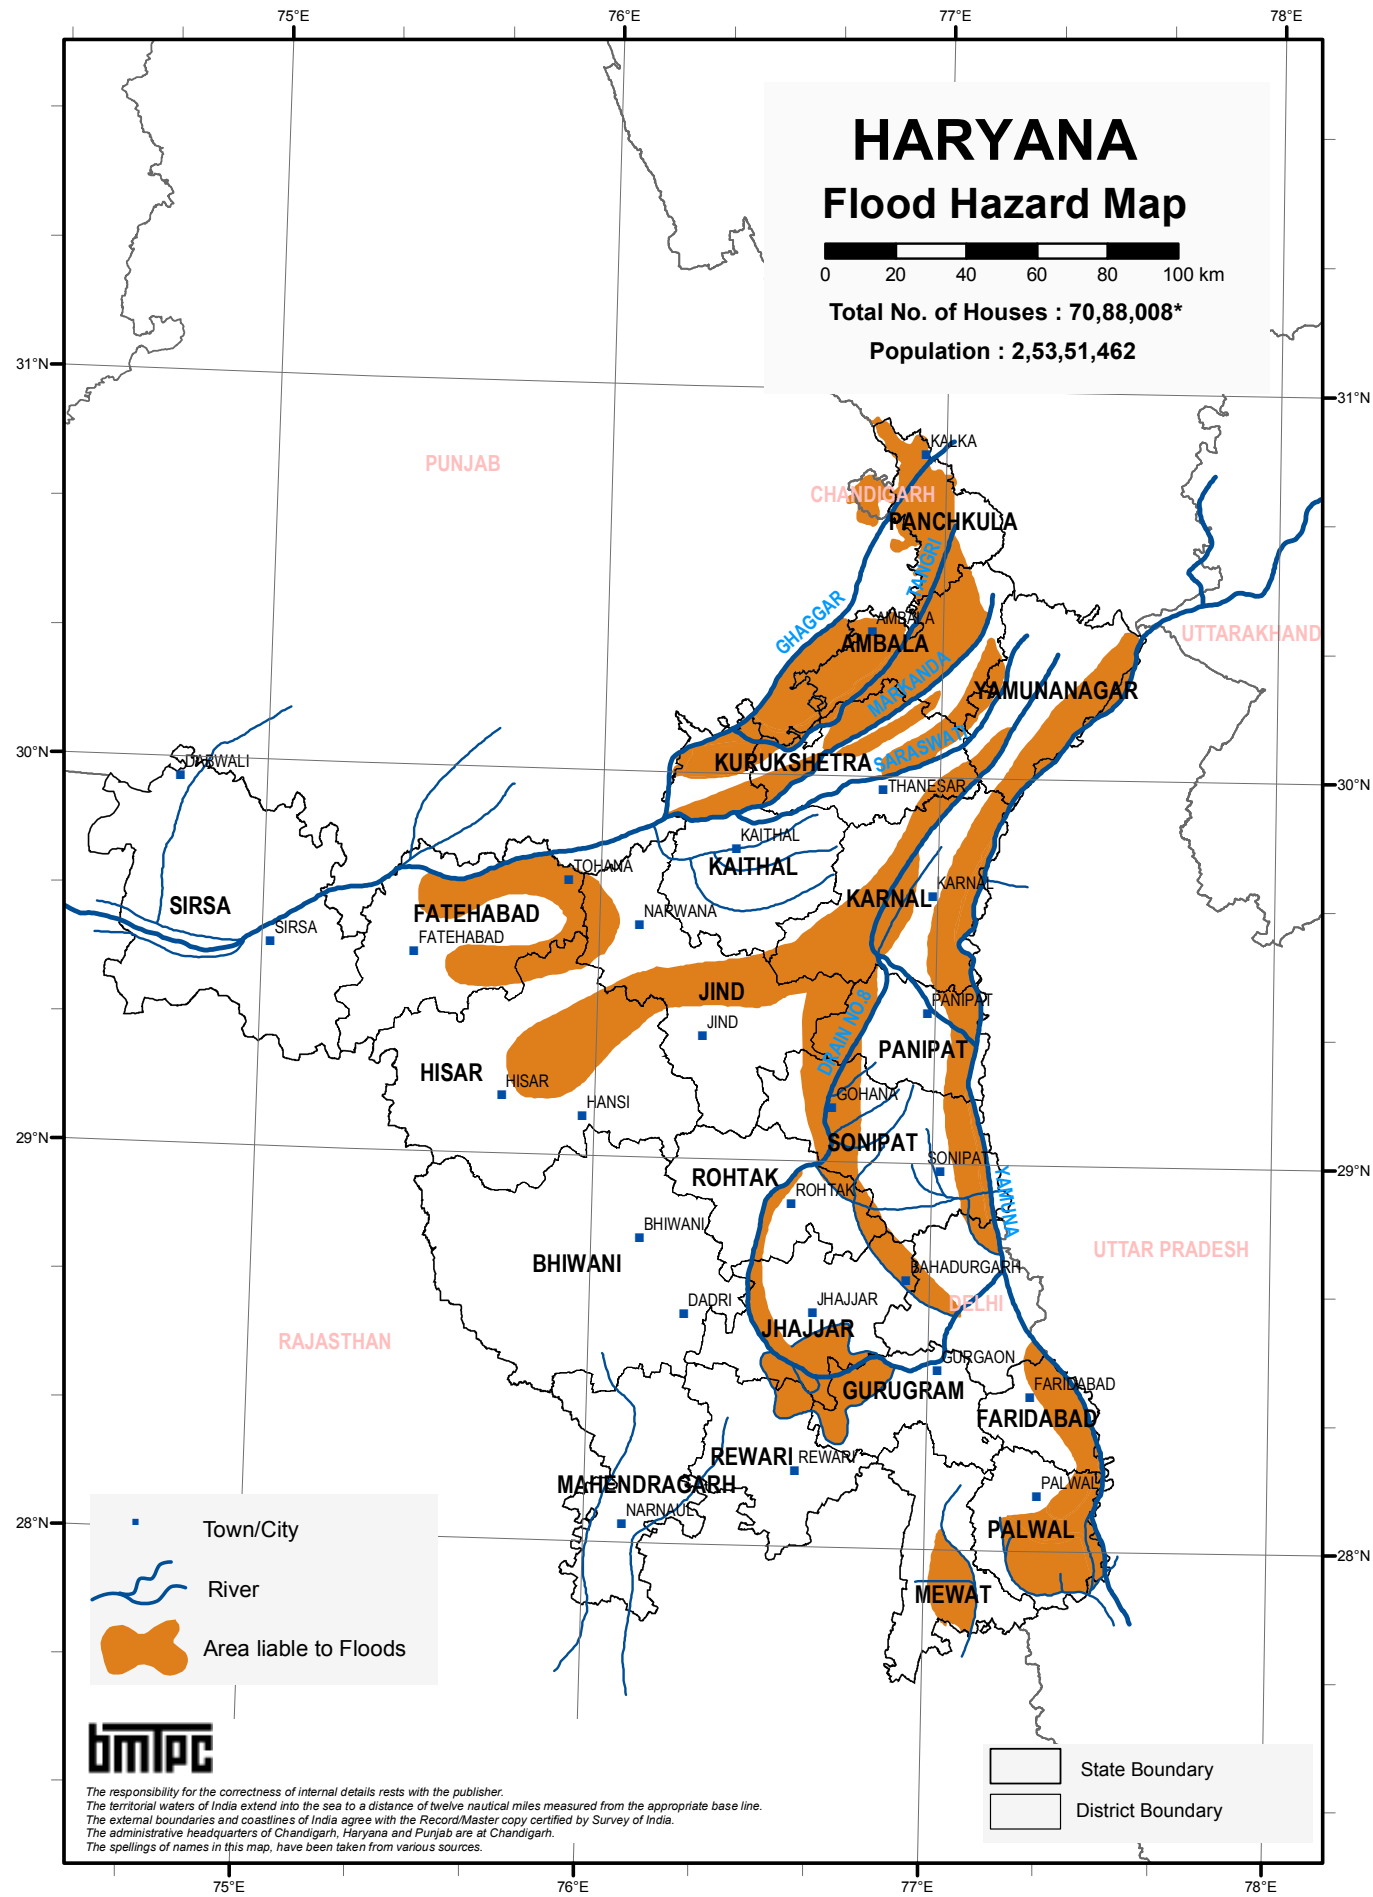 75°E
76°E
77°E
78°E
HARYANA
Flood Hazard Map
0 20 40 60 80 100 km
Total No. of Houses : 70,88,008*
Population : 2,53,51,462
31°N
31°N
KALKA
PUNJAB
CHANDIGARH
PANCHKULA
TANGRI
GHAGGAR
AMBALA
AMBALA
UTTARAKHAND
MARKANDA
YAMUNANAGAR
30°N
SARASWATI
KURUKSHETRA
DABWALI
THANESAR
30°N
KAITHAL
KAITHAL
TOHANA
KARNAL
KARNAL
SIRSA
FATEHABAD
NARWANA
SIRSA
FATEHABAD
JIND
PANIPAT
JIND
DRAIN NO.8
PANIPAT
HISAR
HISAR
GOHANA
HANSI
29°N
SONIPAT
SONIPAT
29°N
ROHTAK
ROHTAK
YAMUNA
BHIWANI
UTTAR PRADESH
BHIWANI
BAHADURGARH
DADRI
JHAJJAR
DELHI
RAJASTHAN
JHAJJAR
GURGAON
GURUGRAM
FARIDABAD
FARIDABAD
REWARI
REWARI
MAHENDRAGARH
PALWAL
NARNAUL
28°N
PALWAL
28°N
MEWAT
Town/City
River
Area liable to Floods
bmTPC
State Boundary
District Boundary
The responsibility for the correctness of internal details rests with the publisher.
The territorial waters of India extend into the sea to a distance of twelve nautical miles measured from the appropriate base line.
The external boundaries and coastlines of India agree with the Record/Master copy certified by Survey of India.
The administrative headquarters of Chandigarh, Haryana and Punjab are at Chandigarh.
The spellings of names in this map, have been taken from various sources.
75°E
76°E
77°E
78°E